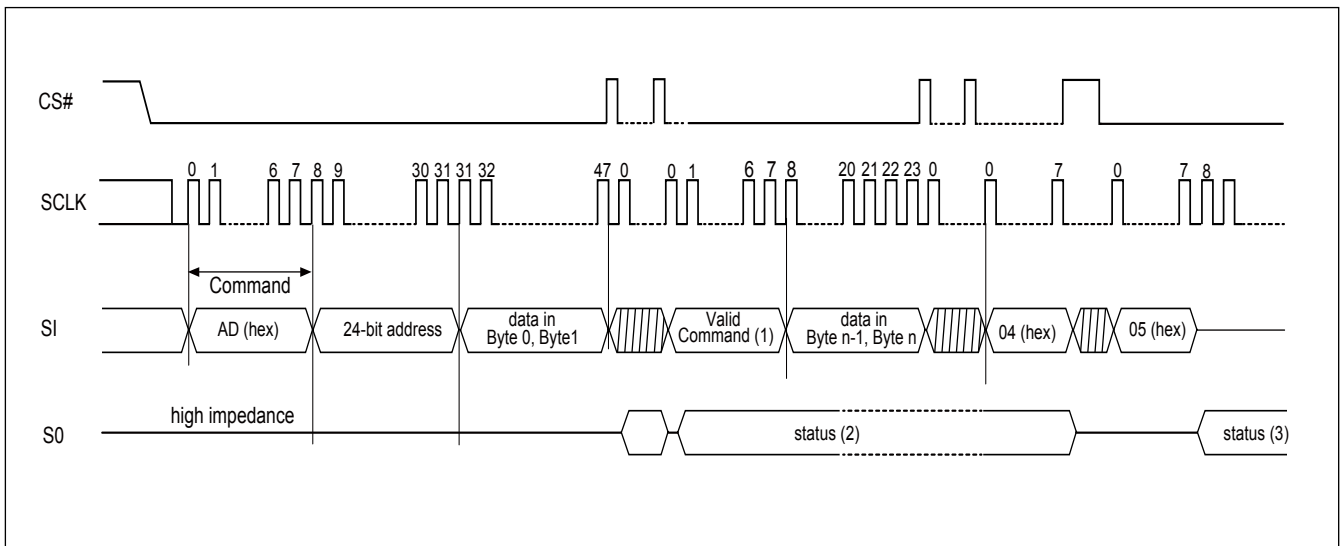 CS#
0 1 6 7 8 9 30 31 31 32 47 0 0 1 6 7 8 20 21 22 23 0 0 7 0 7 8
SCLK
Command
SI
AD (hex) 24-bit address data in Byte 0, Byte1 Valid Command (1) data in Byte n-1, Byte n 04 (hex) 05 (hex)
high impedance
S0
status (2) status (3)